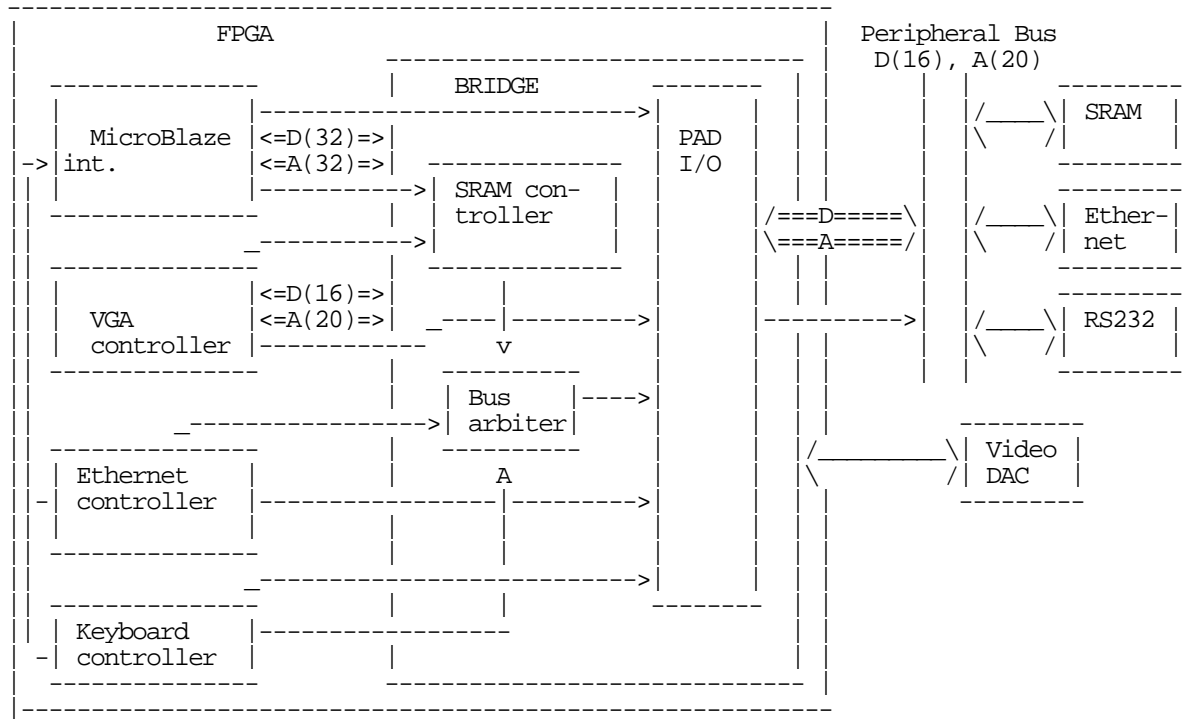 FPGA Peripheral Bus
D(16), A(20)
BRIDGE
MicroBlaze <=D(32)=> PAD SRAM
int. <=A(32)=> I/O
SRAM con-
troller ===D===== Ether-
===A===== net
<=D(16)=>
VGA <=A(20)=> RS232
controller v
Bus
arbiter
Video
Ethernet A DAC
controller
Keyboard
controller